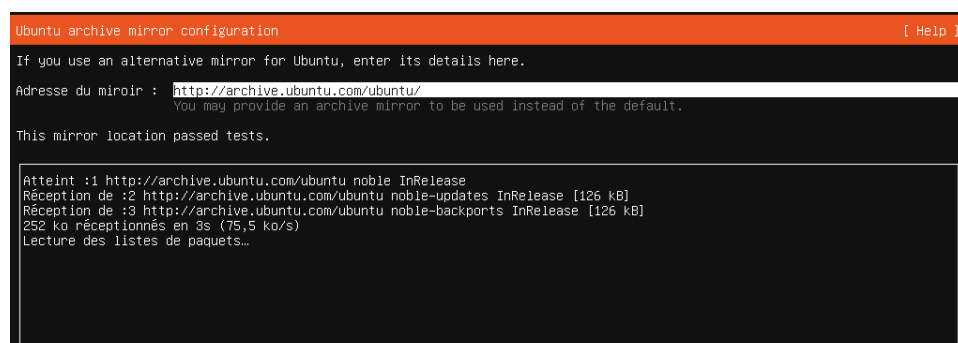 Ubuntu archive mirror configuration [ Help ]
If you use an alternative mirror for Ubuntu, enter its details here.
Adresse du miroir : http://archive.ubuntu.com/ubuntu/
You may provide an archive mirror to be used instead of the default.
This mirror location passed tests.
Atteint :1 http://archive.ubuntu.com/ubuntu noble InRelease
Réception de :2 http://archive.ubuntu.com/ubuntu noble-updates InRelease [126 kB]
Réception de :3 http://archive.ubuntu.com/ubuntu noble-backports InRelease [126 kB]
252 ko réceptionnés en 3s (75,5 ko/s)
Lecture des listes de paquets…